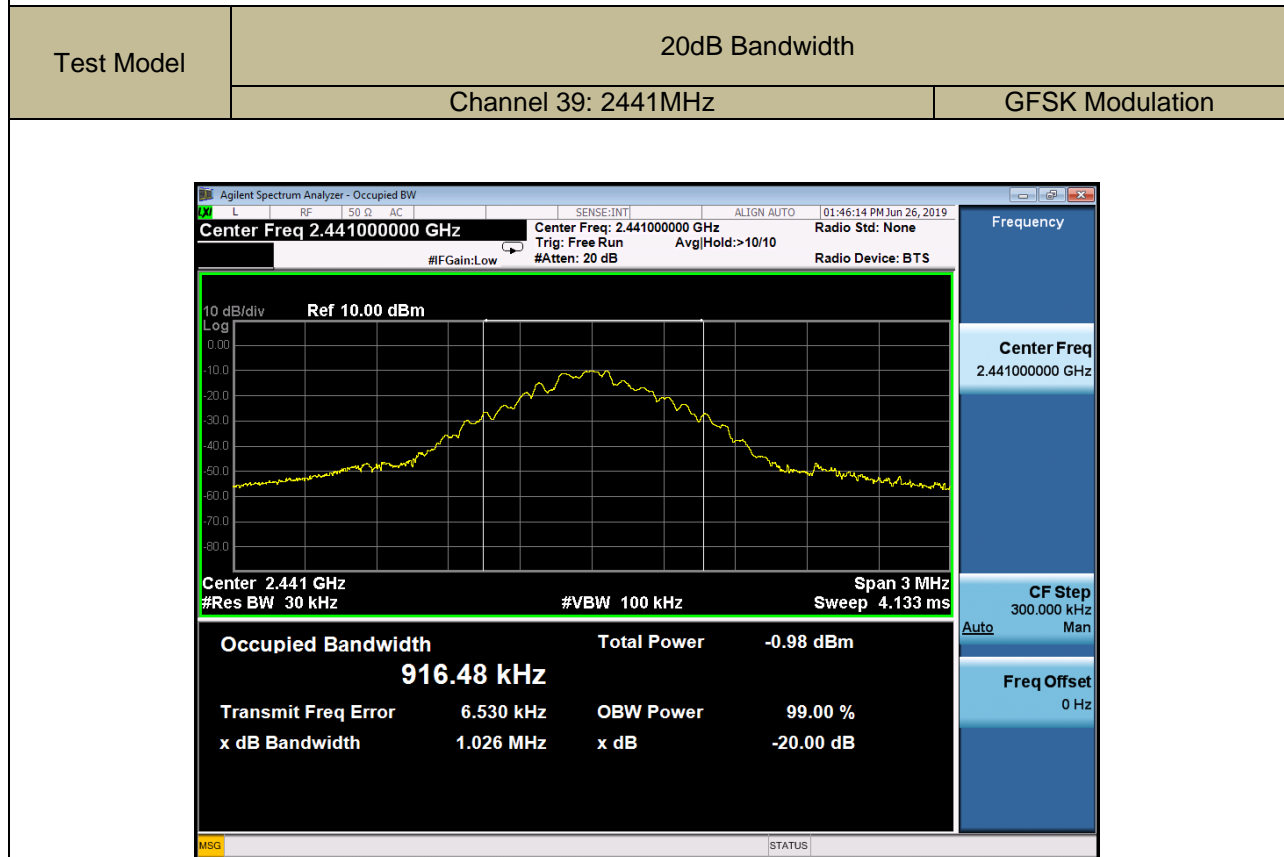 Test Model
20dB Bandwidth
Channel 39: 2441MHz
GFSK Modulation
Agilent Spectrum Analyzer - Occupied BW
LXI L RF 50 Ω AC SENSE:INT ALIGN AUTO 01:46:14 PM Jun 26, 2019
Center Freq 2.441000000 GHz
Center Freq: 2.441000000 GHz
Radio Std: None
Trig: Free Run Avg|Hold:>10/10
#IFGain:Low #Atten: 20 dB
Radio Device: BTS
Frequency
10 dB/div Ref 10.00 dBm
Log
0.00
-10.0
-20.0
-30.0
-40.0
-50.0
-60.0
-70.0
-80.0
Center 2.441 GHz Span 3 MHz
#Res BW 30 kHz #VBW 100 kHz Sweep 4.133 ms
Occupied Bandwidth Total Power -0.98 dBm
916.48 kHz
Transmit Freq Error 6.530 kHz OBW Power 99.00 %
x dB Bandwidth 1.026 MHz x dB -20.00 dB
Center Freq
2.441000000 GHz
CF Step
300.000 kHz
Auto Man
Freq Offset
0 Hz
MSG STATUS